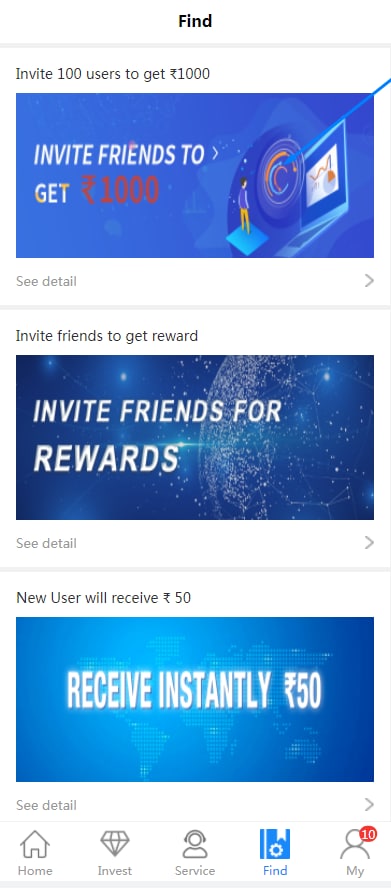 Find
Invite 100 users to get ₹1000
INVITE FRIENDS TO >
GET ₹1000
See detail
Invite friends to get reward
INVITE FRIENDS FOR
REWARDS
See detail
New User will receive ₹ 50
RECEIVE INSTANTLY ₹50
See detail
10
Home Invest Service Find My